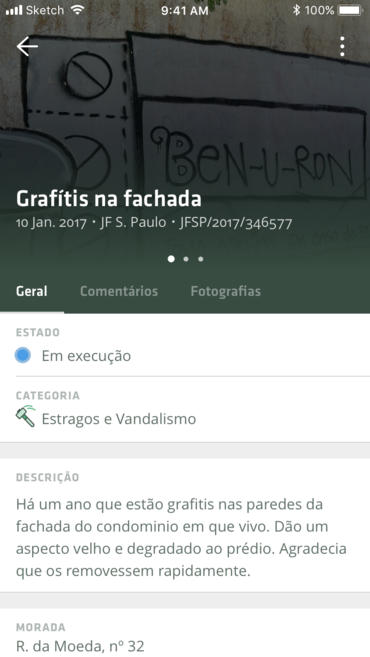 Sketch 9:41 AM 100%
BEN-U-RON
Grafítis na fachada
10 Jan. 2017 • JF S. Paulo • JFSP/2017/346577
Geral Comentários Fotografias
ESTADO
Em execução
CATEGORIA
Estragos e Vandalismo
DESCRIÇÃO
Há um ano que estão grafitis nas paredes da
fachada do condominio em que vivo. Dão um
aspecto velho e degradado ao prédio. Agradecia
que os removessem rapidamente.
MORADA
R. da Moeda, nº 32